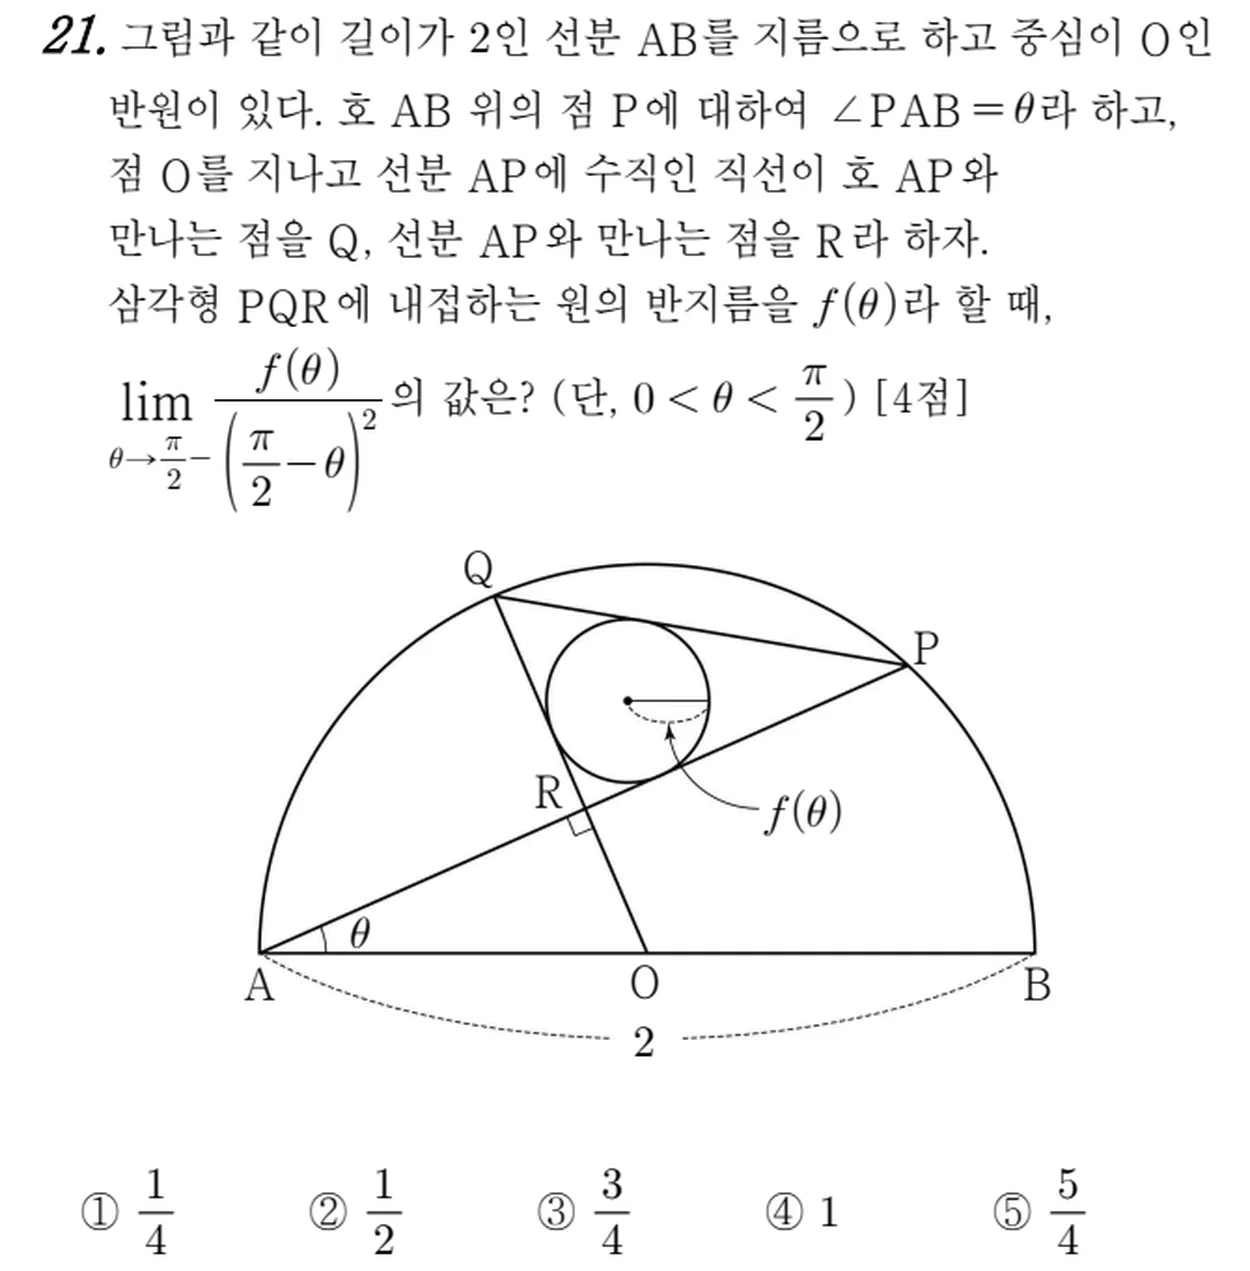 21. 그림과 같이 길이가 2인 선분 AB를 지름으로 하고 중심이 O인
반원이 있다. 호 AB 위의 점 P에 대하여 ∠PAB=θ라 하고,
점 O를 지나고 선분 AP에 수직인 직선이 호 AP와
만나는 점을 Q, 선분 AP와 만나는 점을 R라 하자.
삼각형 PQR에 내접하는 원의 반지름을 f(θ)라 할 때,
lim θ→π/2− f(θ)/(π/2−θ)² 의 값은? (단, 0<θ<π/2) [4점]
Q
P
R
f(θ)
θ
A O B
2
① 1/4 ② 1/2 ③ 3/4 ④ 1 ⑤ 5/4